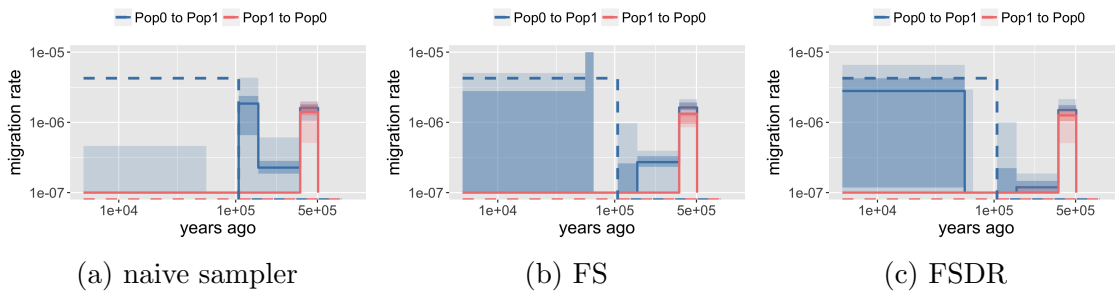 Pop0 to Pop1 Pop1 to Pop0
Pop0 to Pop1 Pop1 to Pop0
Pop0 to Pop1 Pop1 to Pop0
migration rate
1e-05
1e-06
1e-07
1e+04 1e+05 5e+05
years ago
migration rate
1e-05
1e-06
1e-07
1e+04 1e+05 5e+05
years ago
migration rate
1e-05
1e-06
1e-07
1e+04 1e+05 5e+05
years ago
(a) naive sampler
(b) FS
(c) FSDR